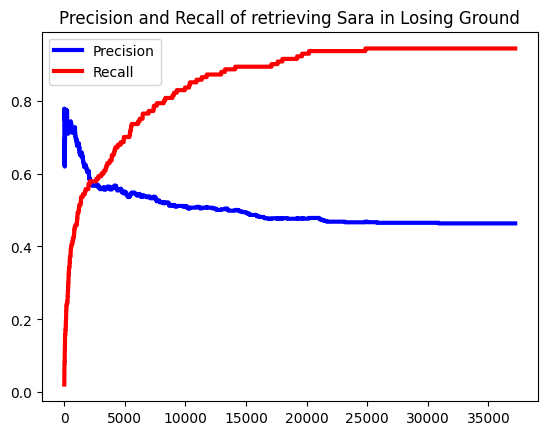 Precision and Recall of retrieving Sara in Losing Ground
Precision
Recall
0.8
0.6
0.4
0.2
0.0
0 5000 10000 15000 20000 25000 30000 35000